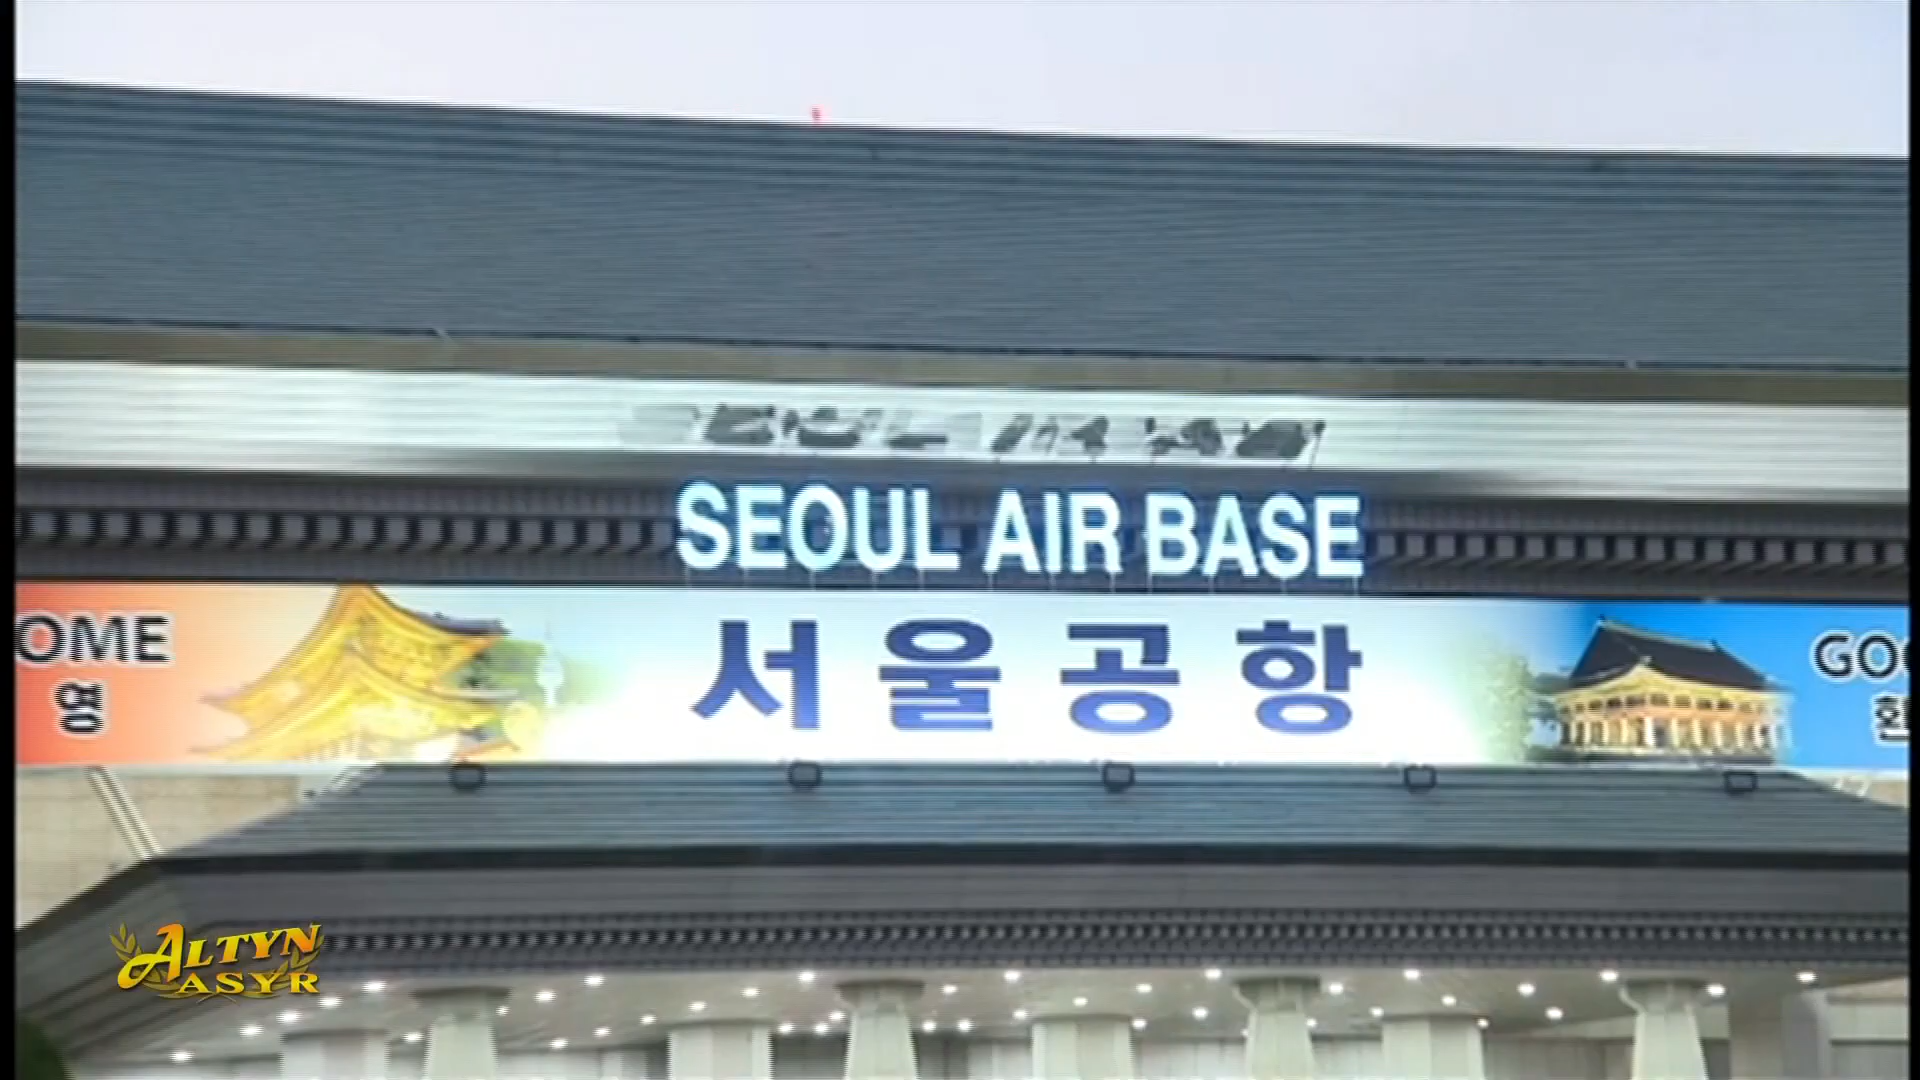 SEOUL AIR BASE
OME
영
서울공항
GO
ALTYN
ASYR